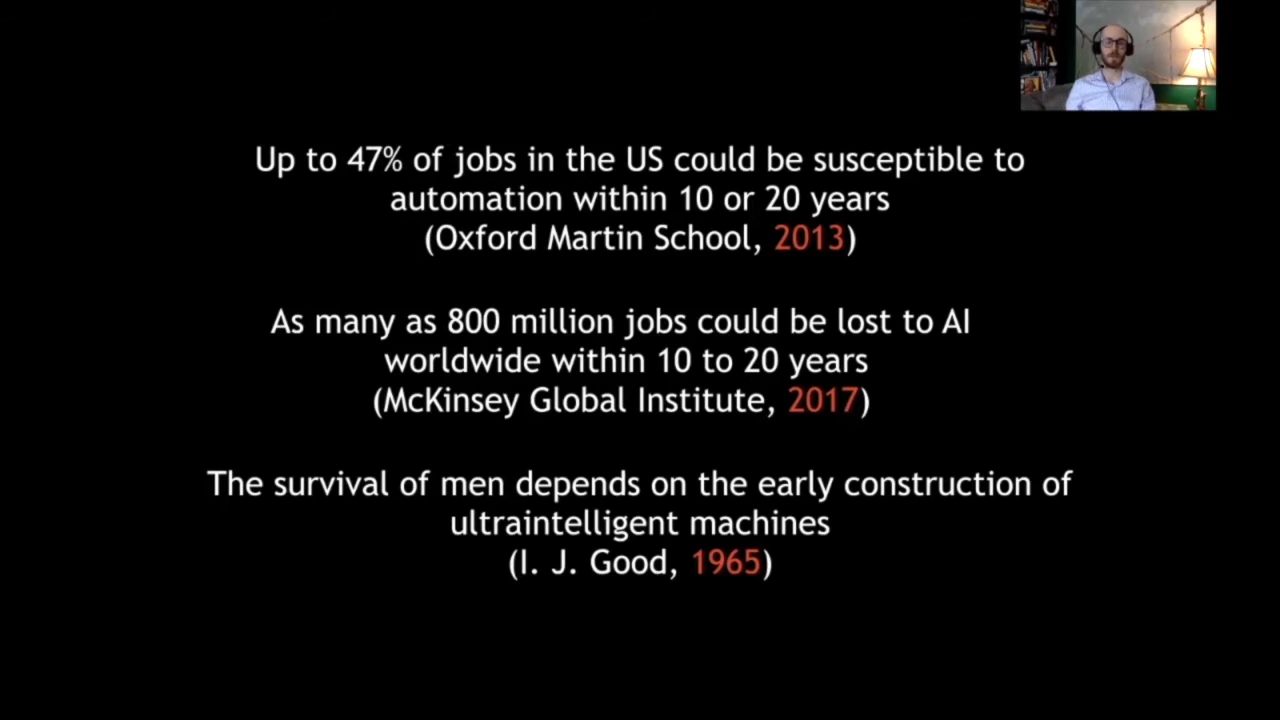 Up to 47% of jobs in the US could be susceptible to
automation within 10 or 20 years
(Oxford Martin School, 2013)
As many as 800 million jobs could be lost to AI
worldwide within 10 to 20 years
(McKinsey Global Institute, 2017)
The survival of men depends on the early construction of
ultraintelligent machines
(I. J. Good, 1965)